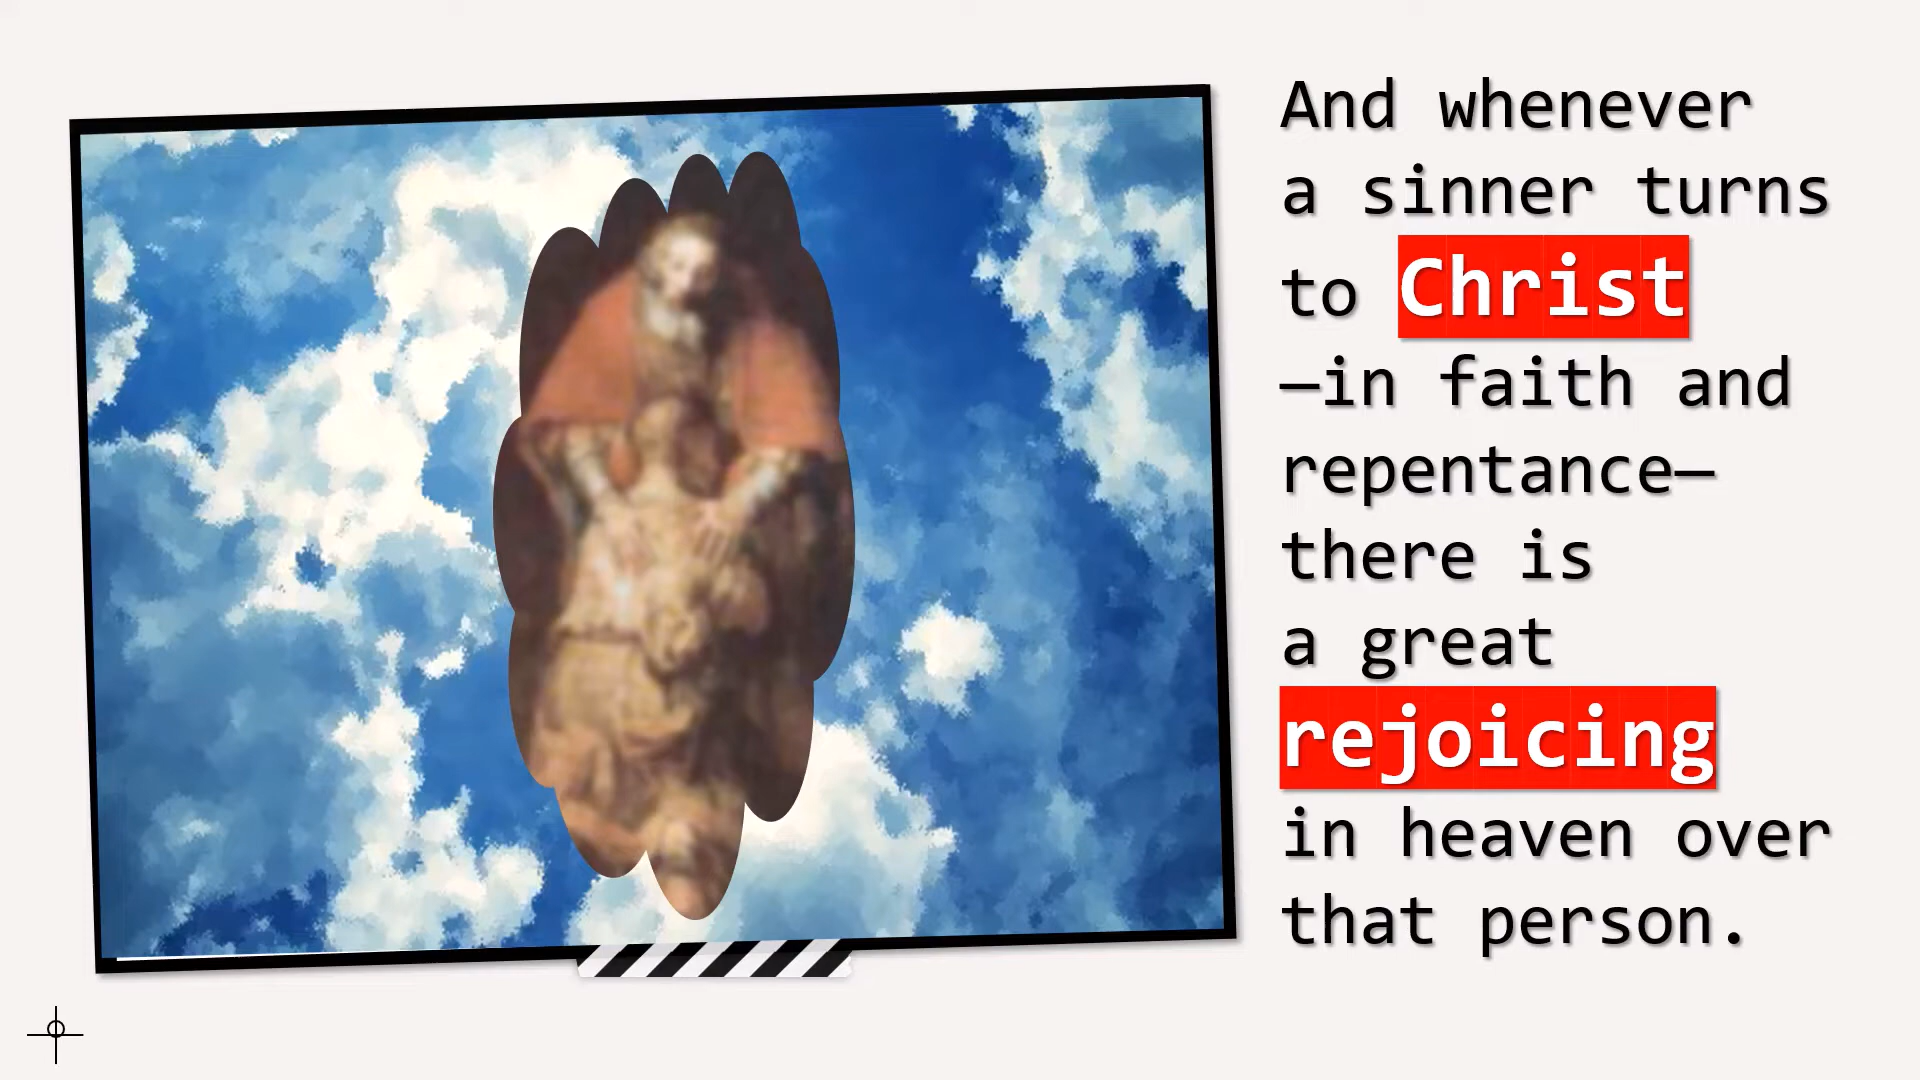 And whenever
a sinner turns
to Christ
—in faith and
repentance—
there is
a great
rejoicing
in heaven over
that person.